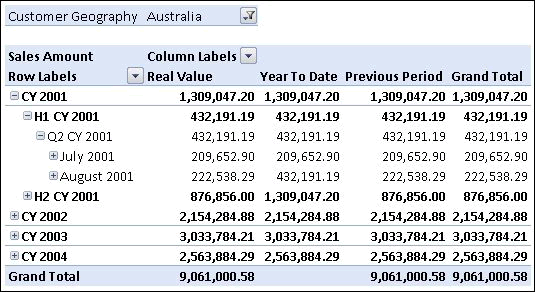 Customer Geography Australia
Sales Amount Column Labels
Row Labels Real Value Year To Date Previous Period Grand Total
CY 2001 1,309,047.20 1,309,047.20 1,309,047.20 1,309,047.20
H1 CY 2001 432,191.19 432,191.19 432,191.19 432,191.19
Q2 CY 2001 432,191.19 432,191.19 432,191.19 432,191.19
July 2001 209,652.90 209,652.90 209,652.90 209,652.90
August 2001 222,538.29 432,191.19 222,538.29 222,538.29
H2 CY 2001 876,856.00 1,309,047.20 876,856.00 876,856.00
CY 2002 2,154,284.88 2,154,284.88 2,154,284.88 2,154,284.88
CY 2003 3,033,784.21 3,033,784.21 3,033,784.21 3,033,784.21
CY 2004 2,563,884.29 2,563,884.29 2,563,884.29 2,563,884.29
Grand Total 9,061,000.58 9,061,000.58 9,061,000.58